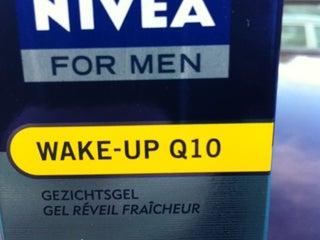 NIVEA
FOR MEN
WAKE-UP Q10
GEZICHTSGEL
GEL RÉVEIL FRAÎCHEUR